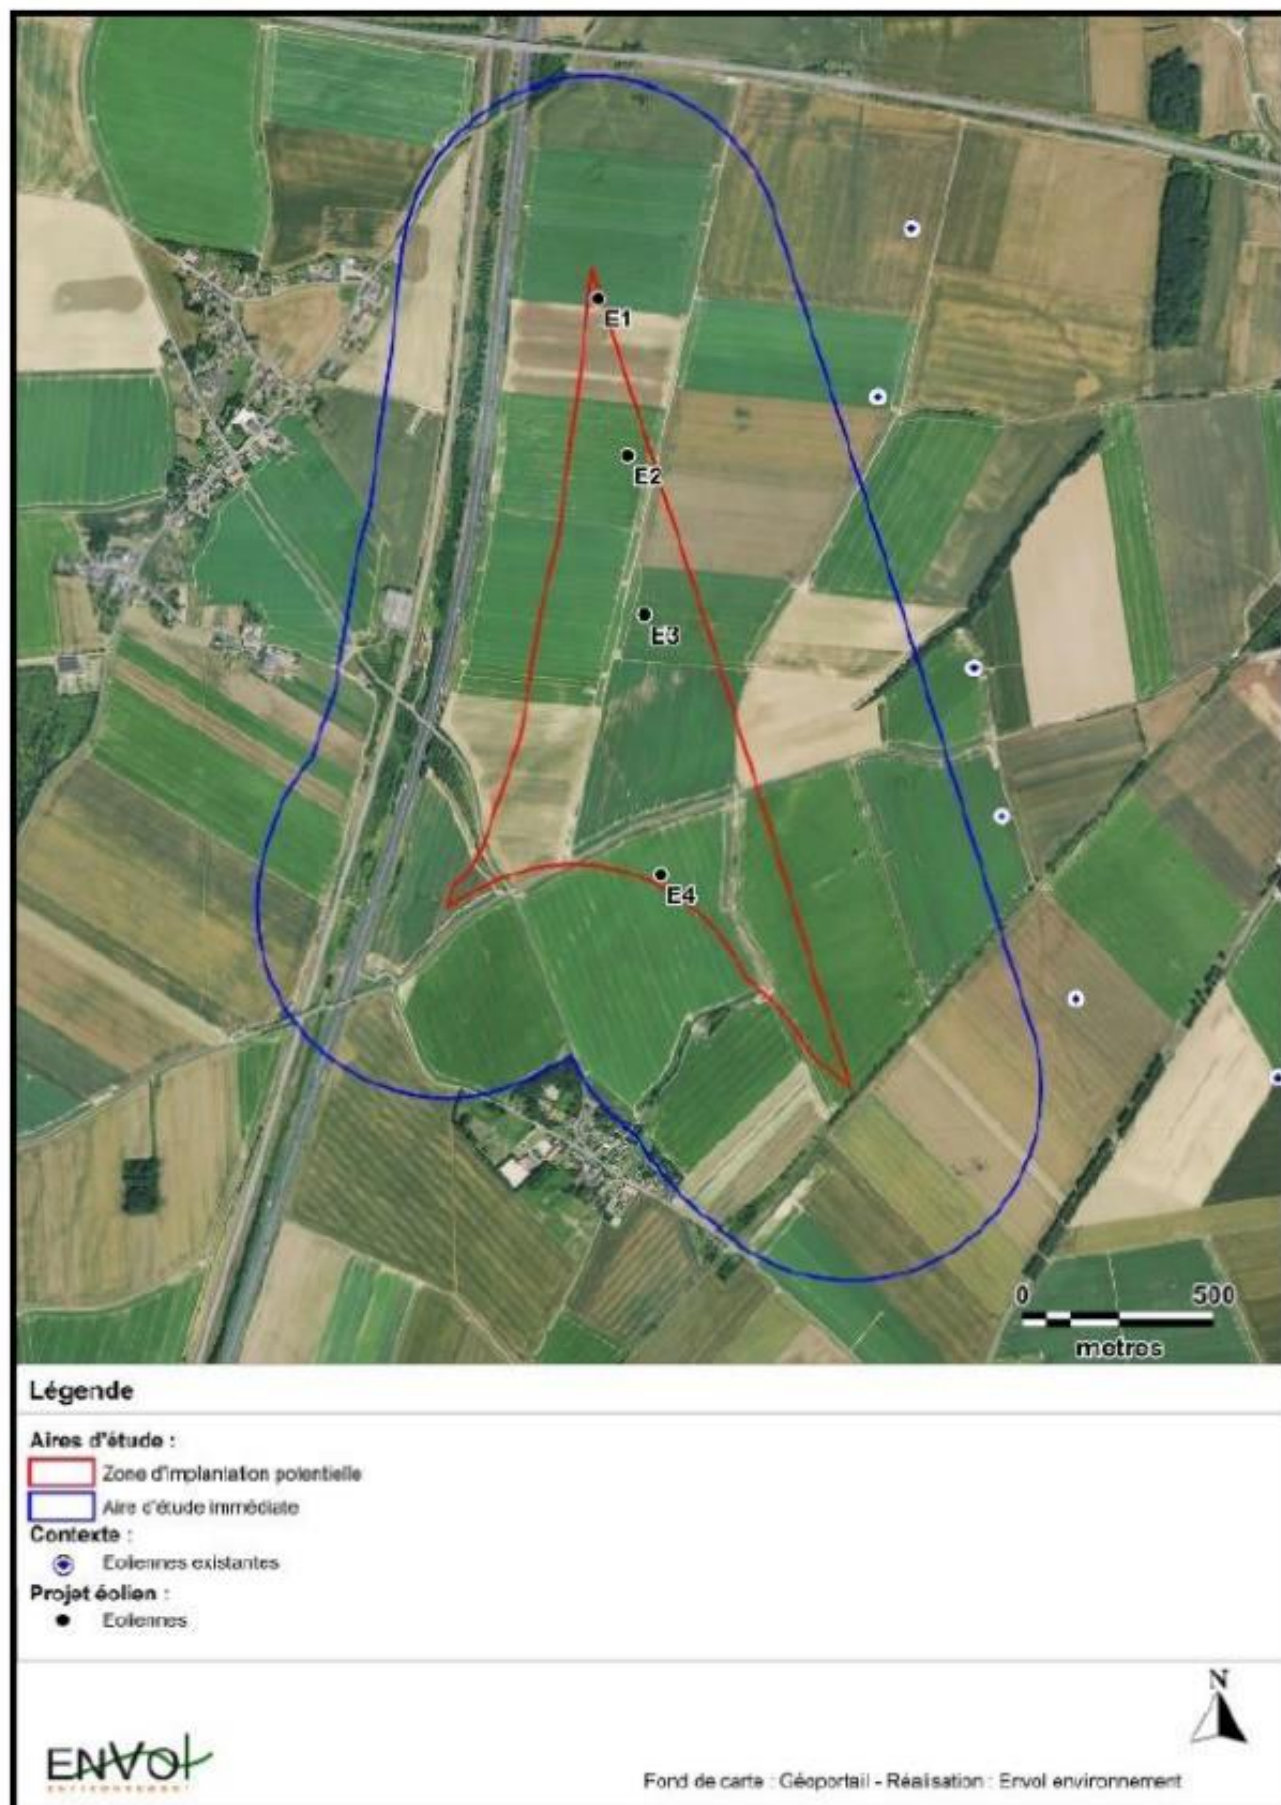 E1
E2
E3
E4
0 500
metres
Légende
Aires d'étude :
Zone d'implantation potentielle
Aire d'étude immédiate
Contexte :
Eoliennes existantes
Projet éolien :
Eoliennes
N
ENVOL
ENVIRONNEMENT
Fond de carte : Géoportail - Réalisation : Envol environnement